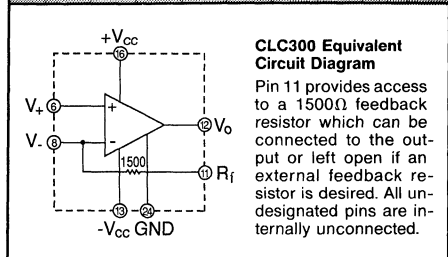 +Vcc
16
V+ 6 +
V- 8 -
12 Vo
1500
11 Rf
13 24
-Vcc GND
CLC300 Equivalent
Circuit Diagram
Pin 11 provides access
to a 1500Ω feedback
resistor which can be
connected to the out-
put or left open if an
external feedback re-
sistor is desired. All un-
designated pins are in-
ternally unconnected.